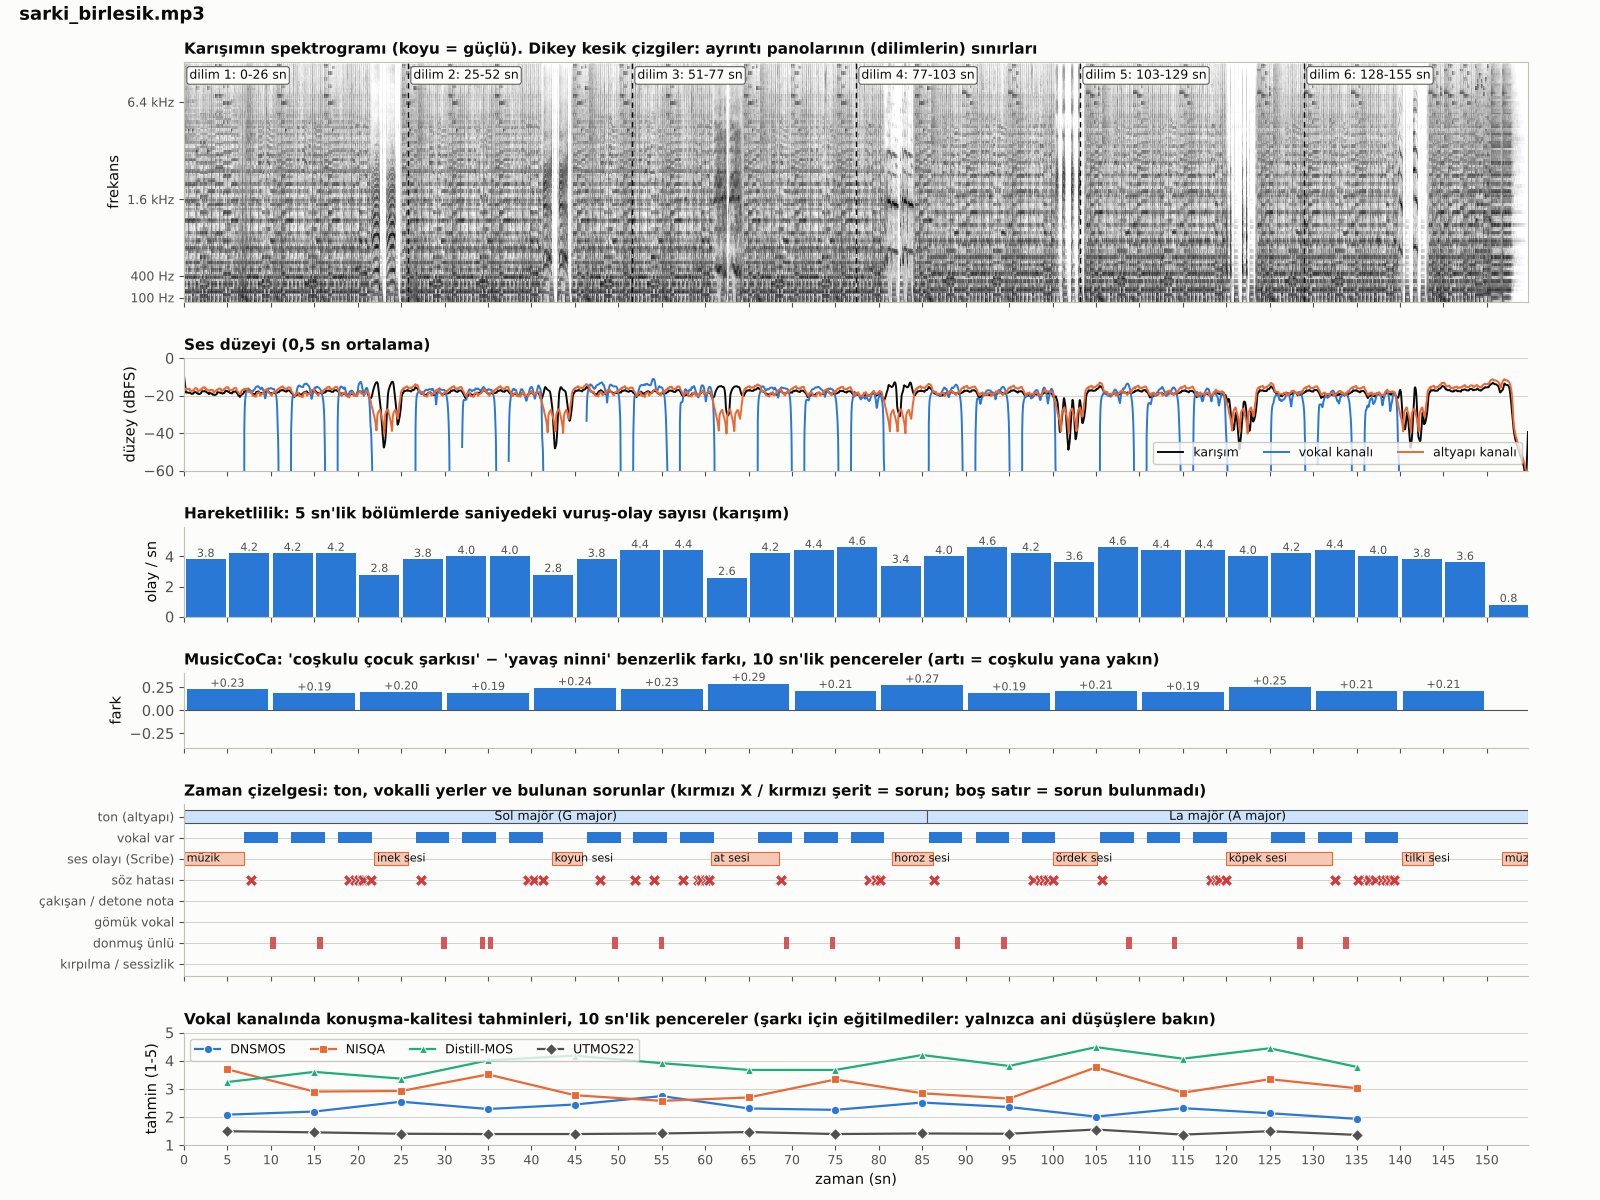 sarki_birlesik.mp3
Karışımın spektrogramı (koyu = güçlü). Dikey kesik çizgiler: ayrıntı panolarının (dilimlerin) sınırları
dilim 1: 0-26 sn
dilim 2: 25-52 sn
dilim 3: 51-77 sn
dilim 4: 77-103 sn
dilim 5: 103-129 sn
dilim 6: 128-155 sn
frekans
6.4 kHz
1.6 kHz
400 Hz
100 Hz
Ses düzeyi (0,5 sn ortalama)
düzey (dBFS)
0
−20
−40
−60
karışım
vokal kanalı
altyapı kanalı
Hareketlilik: 5 sn'lik bölümlerde saniyedeki vuruş-olay sayısı (karışım)
olay / sn
4
2
0
3.8 4.2 4.2 4.2 2.8 3.8 4.0 4.0 2.8 3.8 4.4 4.4 2.6 4.2 4.4 4.6 3.4 4.0 4.6 4.2 3.6 4.6 4.4 4.4 4.0 4.2 4.4 4.0 3.8 3.6 0.8
MusicCoCa: 'coşkulu çocuk şarkısı' − 'yavaş ninni' benzerlik farkı, 10 sn'lik pencereler (artı = coşkulu yana yakın)
fark
0.25
0.00
−0.25
+0.23 +0.19 +0.20 +0.19 +0.24 +0.23 +0.29 +0.21 +0.27 +0.19 +0.21 +0.19 +0.25 +0.21 +0.21
Zaman çizelgesi: ton, vokalli yerler ve bulunan sorunlar (kırmızı X / kırmızı şerit = sorun; boş satır = sorun bulunmadı)
ton (altyapı)
Sol majör (G major)
La majör (A major)
vokal var
ses olayı (Scribe)
müzik
inek sesi
koyun sesi
at sesi
horoz sesi
ördek sesi
köpek sesi
tilki sesi
müz
söz hatası
çakışan / detone nota
gömük vokal
donmuş ünlü
kırpılma / sessizlik
Vokal kanalında konuşma-kalitesi tahminleri, 10 sn'lik pencereler (şarkı için eğitilmediler: yalnızca ani düşüşlere bakın)
tahmin (1-5)
5
4
3
2
1
DNSMOS
NISQA
Distill-MOS
UTMOS22
0 5 10 15 20 25 30 35 40 45 50 55 60 65 70 75 80 85 90 95 100 105 110 115 120 125 130 135 140 145 150
zaman (sn)